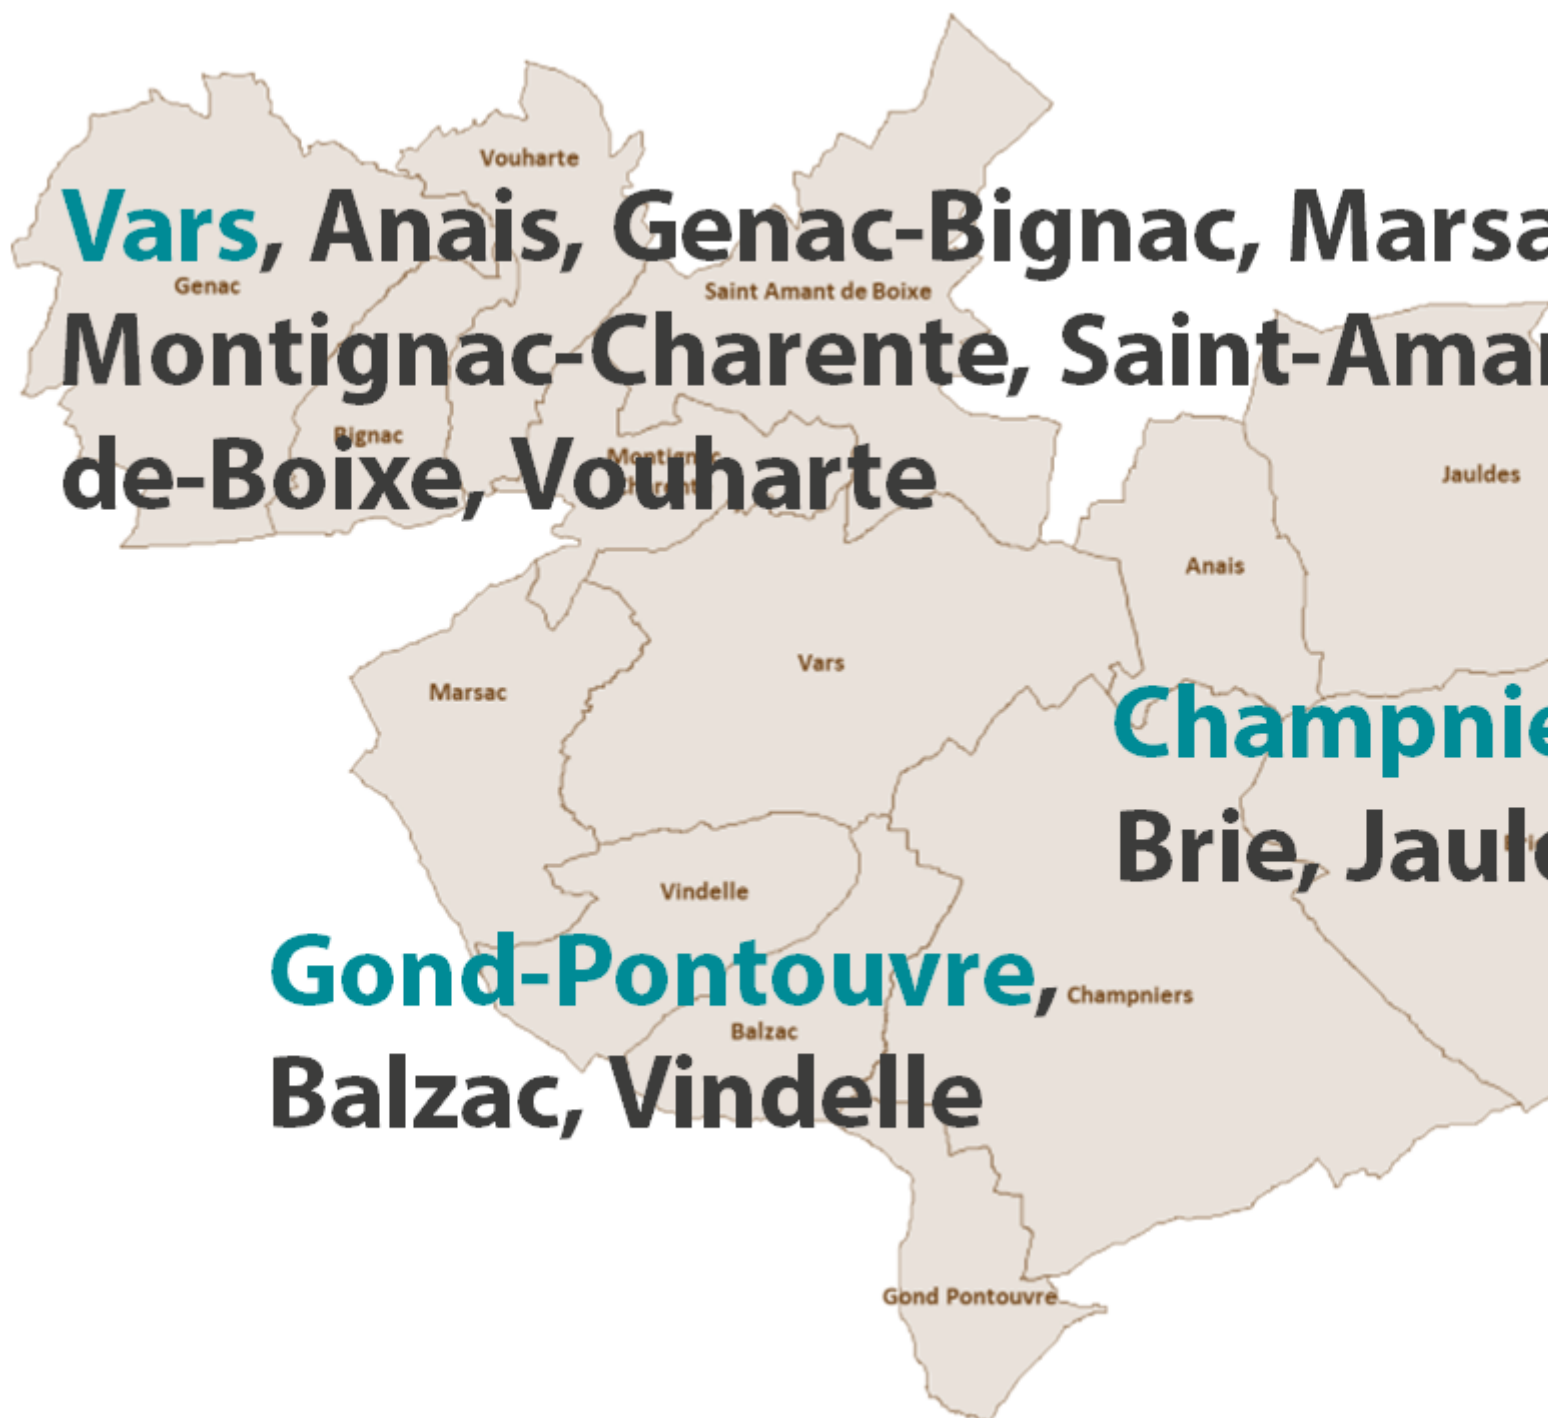 Vouharte
Vars, Anais, Genac-Bignac, Marsa
Genac
Saint Amant de Boixe
Montignac-Charente, Saint-Amar
Bignac
de-Boixe, Vouharte
Jauldes
Anais
Vars
Marsac
Champnie
Brie, Jauld
Vindelle
Gond-Pontouvre,
Champniers
Balzac
Balzac, Vindelle
Gond Pontouvre